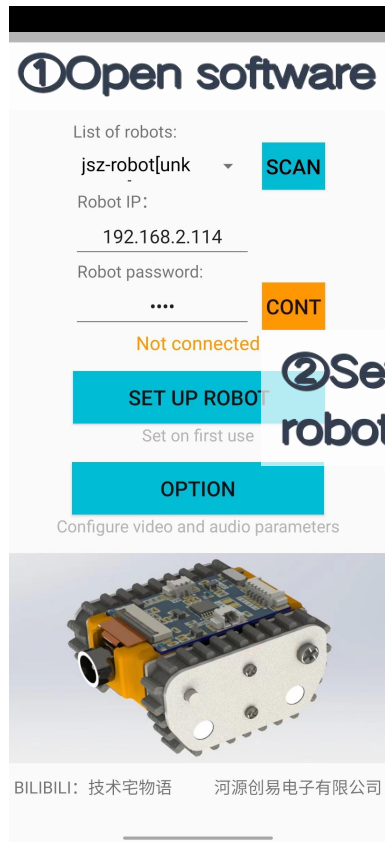 ①Open software
List of robots:
jsz-robot[unk
SCAN
Robot IP:
192.168.2.114
Robot password:
••••
CONT
Not connected
②Se
robot
SET UP ROBOT
Set on first use
OPTION
Configure video and audio parameters
BILIBILI：技术宅物语
河源创易电子有限公司